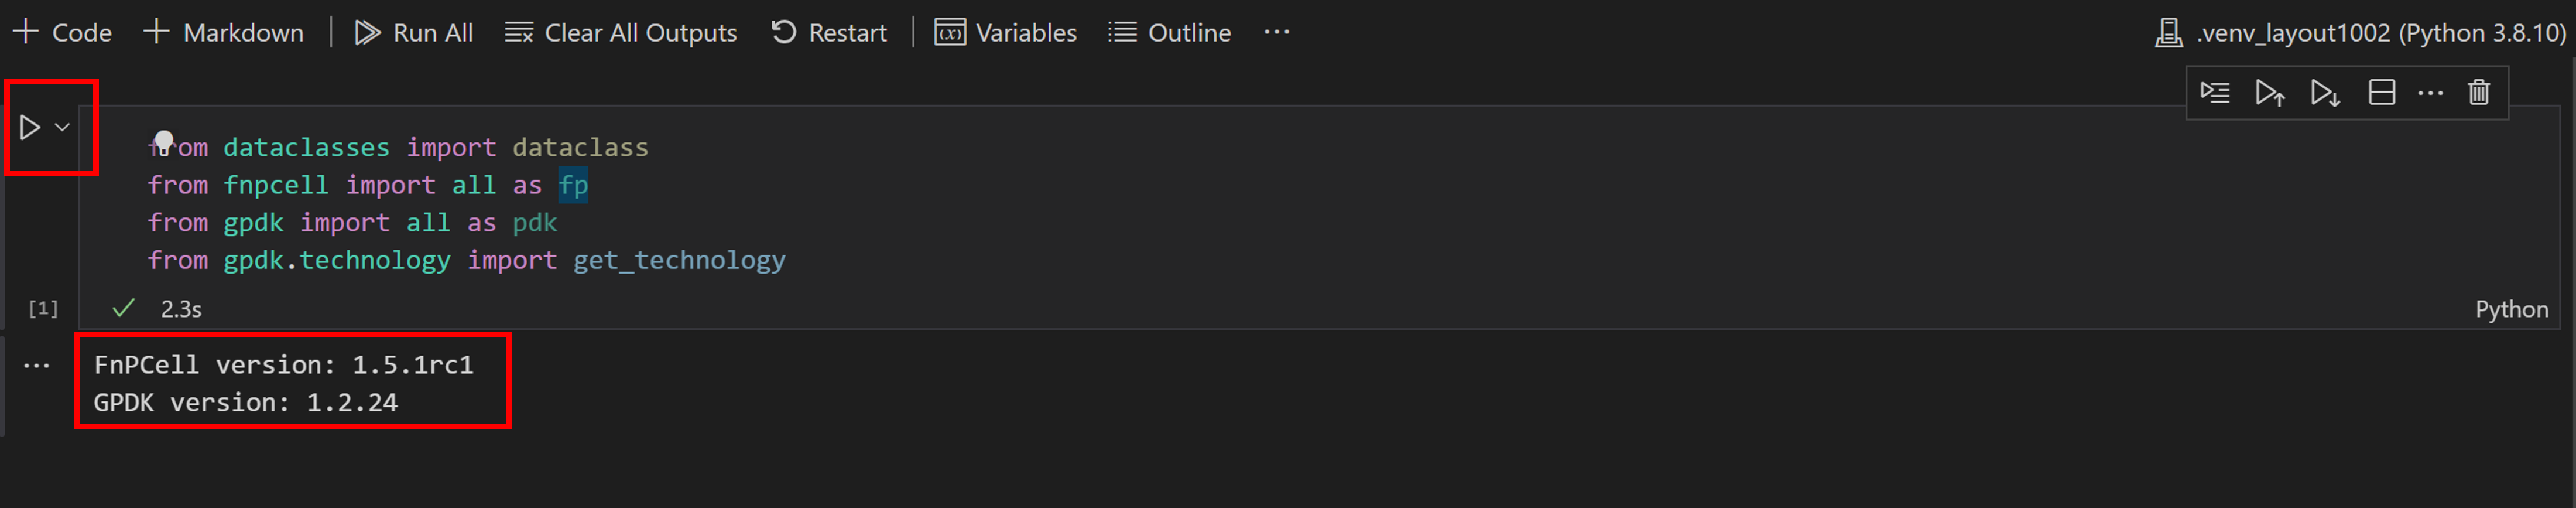 Code Markdown Run All Clear All Outputs Restart Variables Outline ... .venv_layout1002 (Python 3.8.10)
from dataclasses import dataclass
from fnpcell import all as fp
from gpdk import all as pdk
from gpdk.technology import get_technology
[1] 2.3s Python
FnPCell version: 1.5.1rc1
GPDK version: 1.2.24